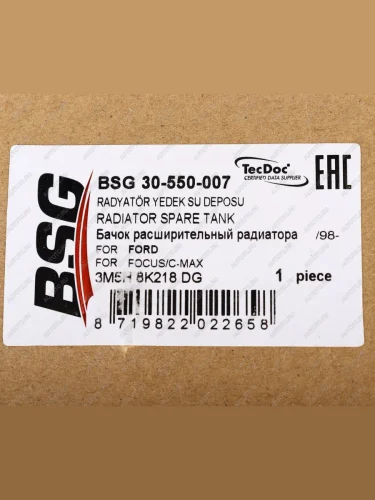 BSG
BSG 30-550-007
TecDoc
CERTIFIED DATA SUPPLIER
EAC
RADYATÖR YEDEK SU DEPOSU
RADIATOR SPARE TANK
Бачок расширительный радиатора /98-
FOR FORD
FOR FOCUS/C-MAX
3M5H 8K218 DG 1 piece
8 719822 022658